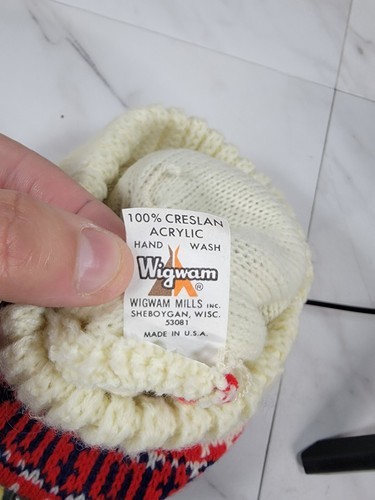 100% CRESLAN
ACRYLIC
HAND WASH
Wigwam
®
WIGWAM MILLS INC.
SHEBOYGAN, WISC.
53081
MADE IN U.S.A.